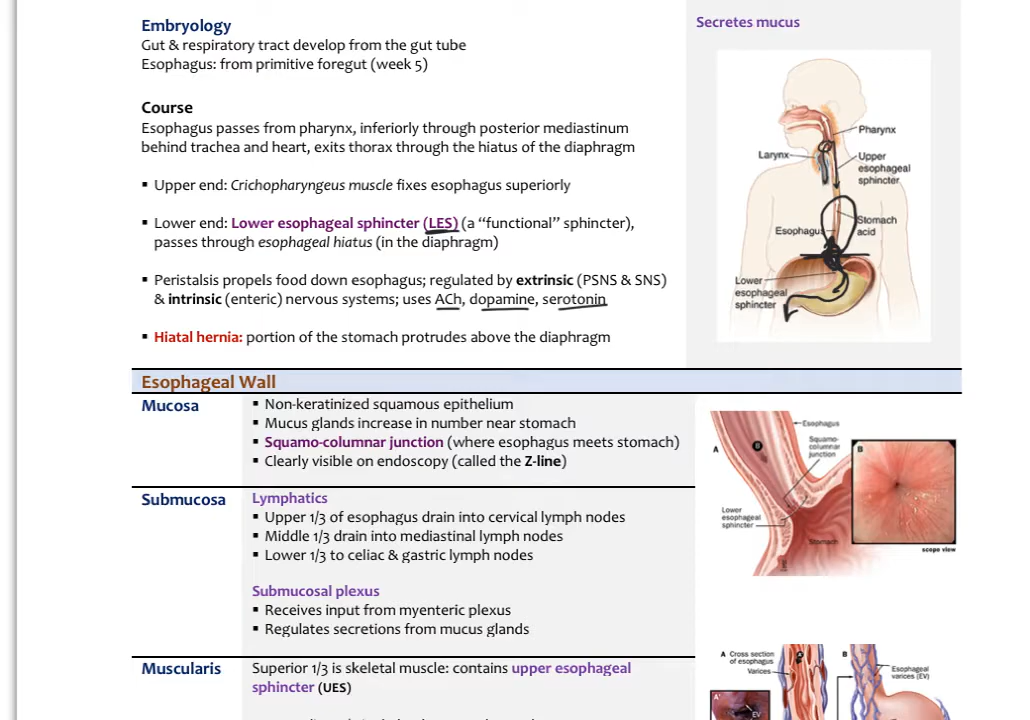 Embryology
Gut & respiratory tract develop from the gut tube
Esophagus: from primitive foregut (week 5)
Course
Esophagus passes from pharynx, inferiorly through posterior mediastinum
behind trachea and heart, exits thorax through the hiatus of the diaphragm
▪ Upper end: Crichopharyngeus muscle fixes esophagus superiorly
▪ Lower end: Lower esophageal sphincter (LES) (a “functional” sphincter),
passes through esophageal hiatus (in the diaphragm)
▪ Peristalsis propels food down esophagus; regulated by extrinsic (PSNS & SNS)
& intrinsic (enteric) nervous systems; uses ACh, dopamine, serotonin
▪ Hiatal hernia: portion of the stomach protrudes above the diaphragm
Secretes mucus
Pharynx
Larynx
Upper
esophageal
sphincter
Stomach
acid
Esophagus
Lower
esophageal
sphincter
Esophageal Wall
Mucosa
▪ Non-keratinized squamous epithelium
▪ Mucus glands increase in number near stomach
▪ Squamo-columnar junction (where esophagus meets stomach)
▪ Clearly visible on endoscopy (called the Z-line)
Submucosa
Lymphatics
▪ Upper 1/3 of esophagus drain into cervical lymph nodes
▪ Middle 1/3 drain into mediastinal lymph nodes
▪ Lower 1/3 to celiac & gastric lymph nodes
Submucosal plexus
▪ Receives input from myenteric plexus
▪ Regulates secretions from mucus glands
Muscularis
Superior 1/3 is skeletal muscle: contains upper esophageal
sphincter (UES)
A
Esophagus
Squamo-
columnar
junction
B
Lower
esophageal
sphincter
Stomach
scope view
A Cross section
of esophagus
Varices
B
Esophageal
varices (EV)
A'
EV